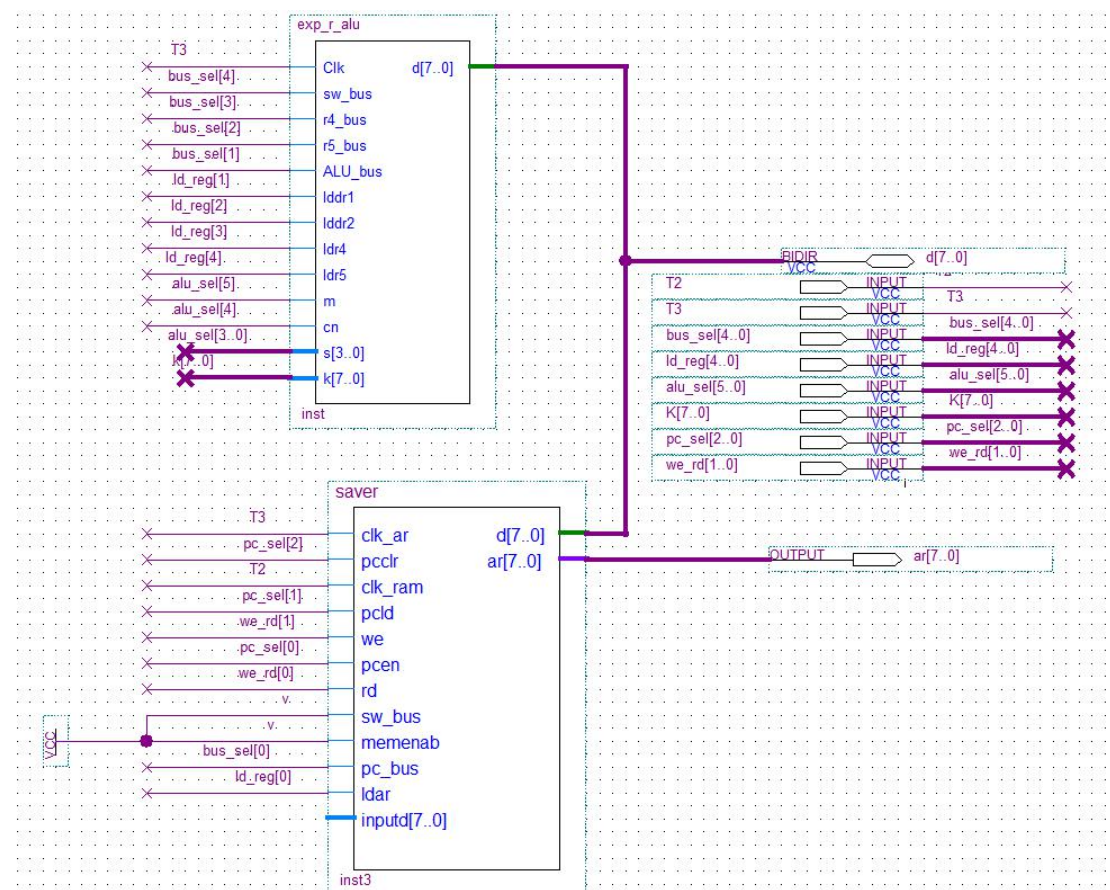 exp_r_alu
T3
Clk
d[7..0]
bus_sel[4]
sw_bus
bus_sel[3]
r4_bus
bus_sel[2]
r5_bus
bus_sel[1]
ALU_bus
ld_reg[1]
lddr1
ld_reg[2]
lddr2
ld_reg[3]
ldr4
ld_reg[4]
ldr5
alu_sel[5]
m
alu_sel[4]
cn
alu_sel[3..0]
s[3..0]
k[7..0]
k[7..0]
inst
BIDIR
VCC
d[7..0]
T2
INPUT
VCC
T3
T3
INPUT
VCC
bus_sel[4..0]
bus_sel[4..0]
INPUT
VCC
ld_reg[4..0]
ld_reg[4..0]
INPUT
VCC
alu_sel[5..0]
alu_sel[5..0]
INPUT
VCC
K[7..0]
K[7..0]
INPUT
VCC
pc_sel[2..0]
pc_sel[2..0]
INPUT
VCC
we_rd[1..0]
we_rd[1..0]
INPUT
VCC
saver
T3
clk_ar
d[7..0]
pc_sel[2]
pcclr
ar[7..0]
OUTPUT
ar[7..0]
T2
clk_ram
pc_sel[1]
pcld
we_rd[1]
we
pc_sel[0]
pcen
we_rd[0]
rd
v
sw_bus
v
memenab
VCC
bus_sel[0]
pc_bus
ld_reg[0]
ldar
inputd[7..0]
inst3